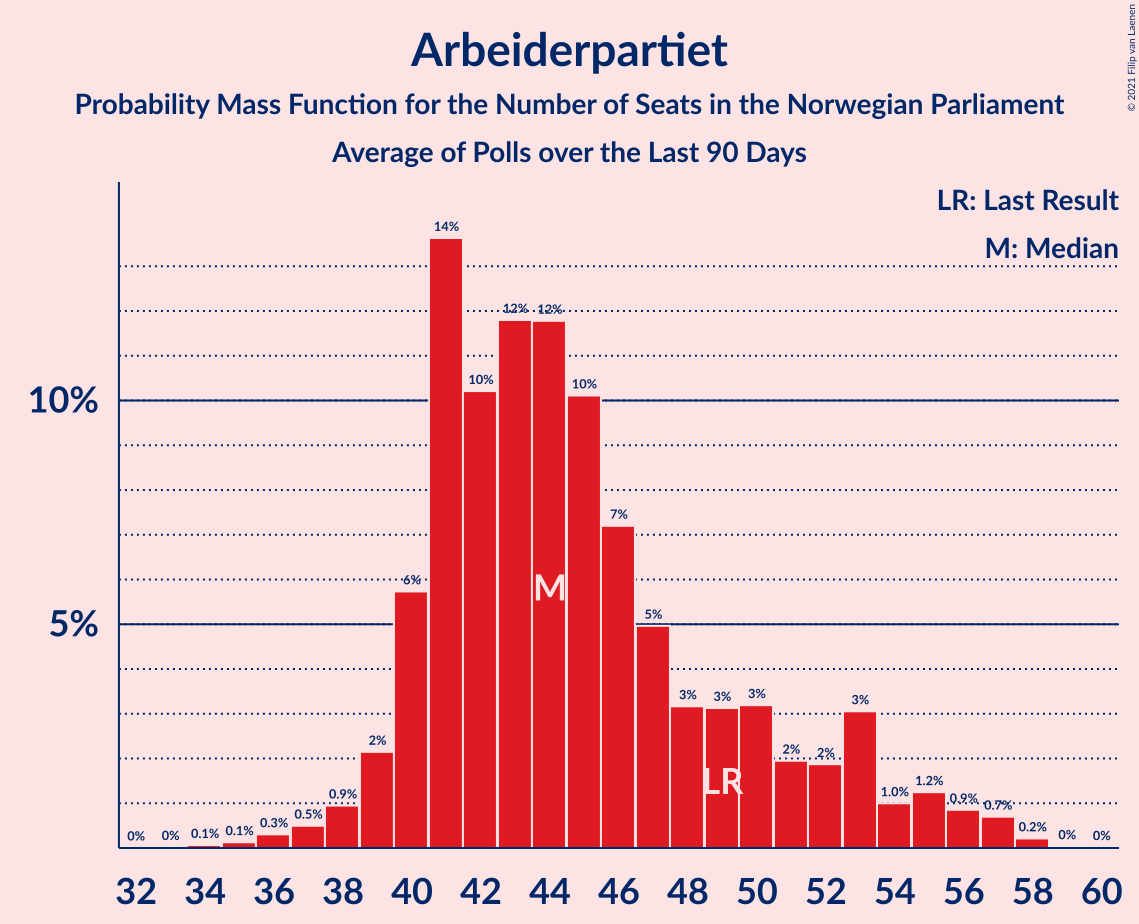 Arbeiderpartiet
Probability Mass Function for the Number of Seats in the Norwegian Parliament
Average of Polls over the Last 90 Days
© 2021 Filip van Laenen
LR: Last Result
M: Median
14%
12% 12%
10% 10%
10%
7%
6%
M
5%
5%
3% 3% 3% 3%
2% 2% 2%
LR
0% 0% 0.1% 0.1% 0.3% 0.5% 0.9% 1.0% 1.2% 0.9% 0.7% 0.2% 0% 0%
32 34 36 38 40 42 44 46 48 50 52 54 56 58 60